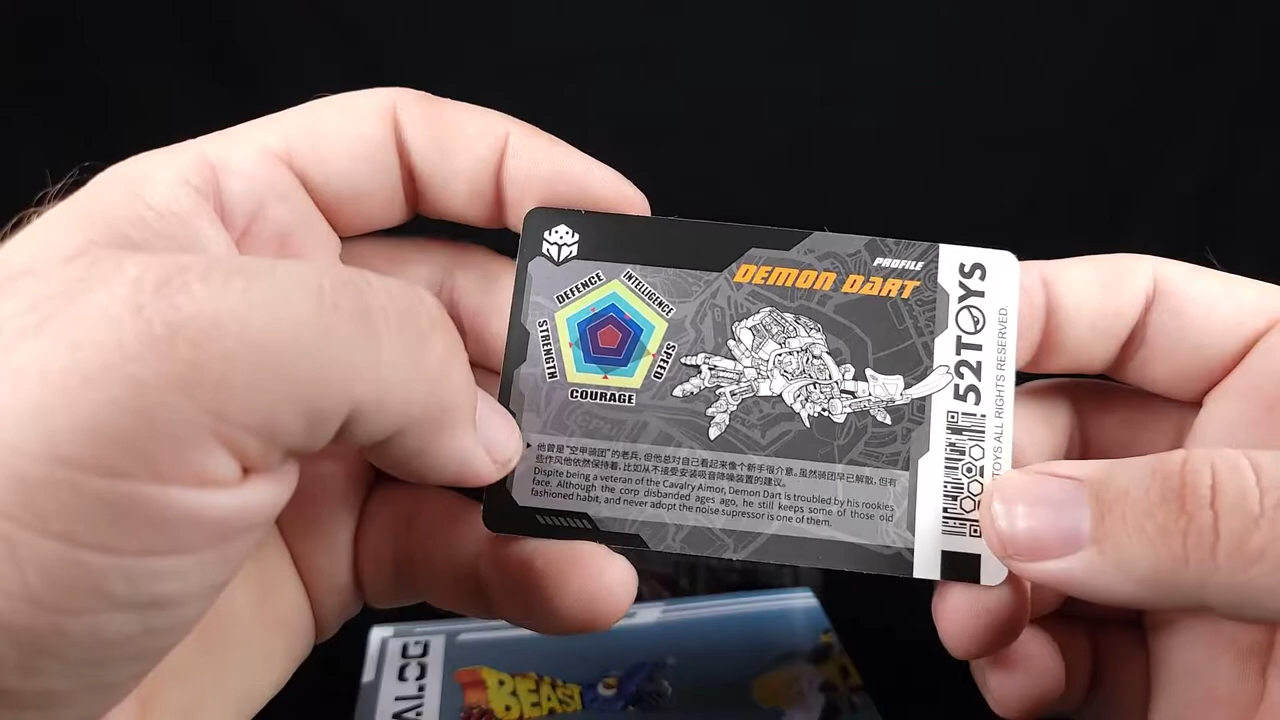 PROFILE
DEMON DART
DEFENCE
INTELLIGENCE
STRENGTH
SPEED
COURAGE
他曾是“空甲骑团”的老兵,但他总对自己看起来像个新手很介意。虽然骑团早已解散,但有
些作风他依然保持着,比如从不接受安装吸音降噪装置的建议。
Dispite being a veteran of the Cavalry Aimor, Demon Dart is troubled by his rookies
face. Although the corp disbanded ages ago, he still keeps some of those old
fashioned habit, and never adopt the noise supressor is one of them.
52TOYS
TOYS ALL RIGHTS RESERVED.
ALOG
BEAST